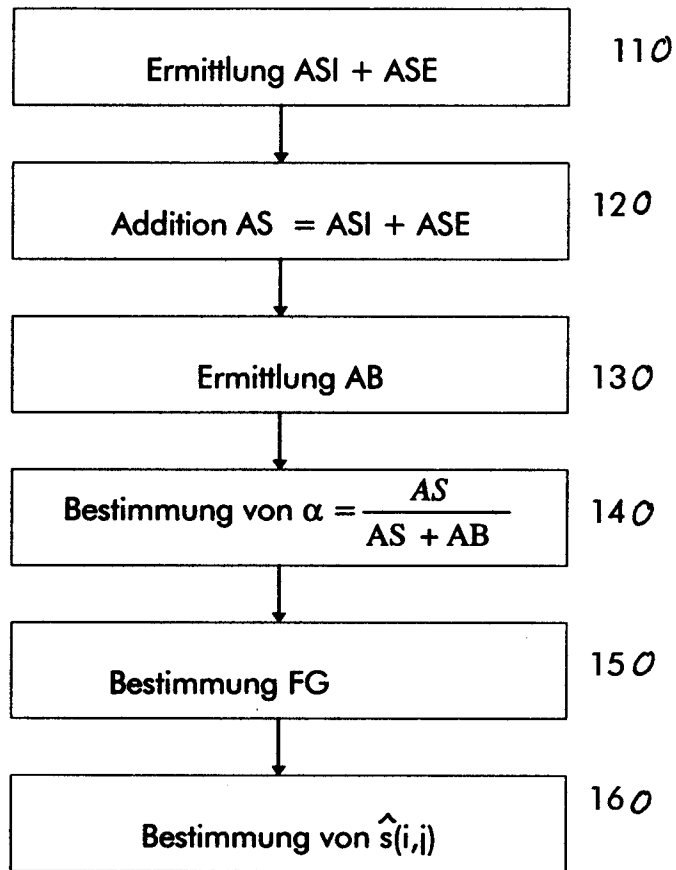 Ermittlung ASI + ASE
110
Addition AS = ASI + ASE
120
Ermittlung AB
130
Bestimmung von α = AS / (AS + AB)
140
Bestimmung FG
150
Bestimmung von ŝ(i,j)
160